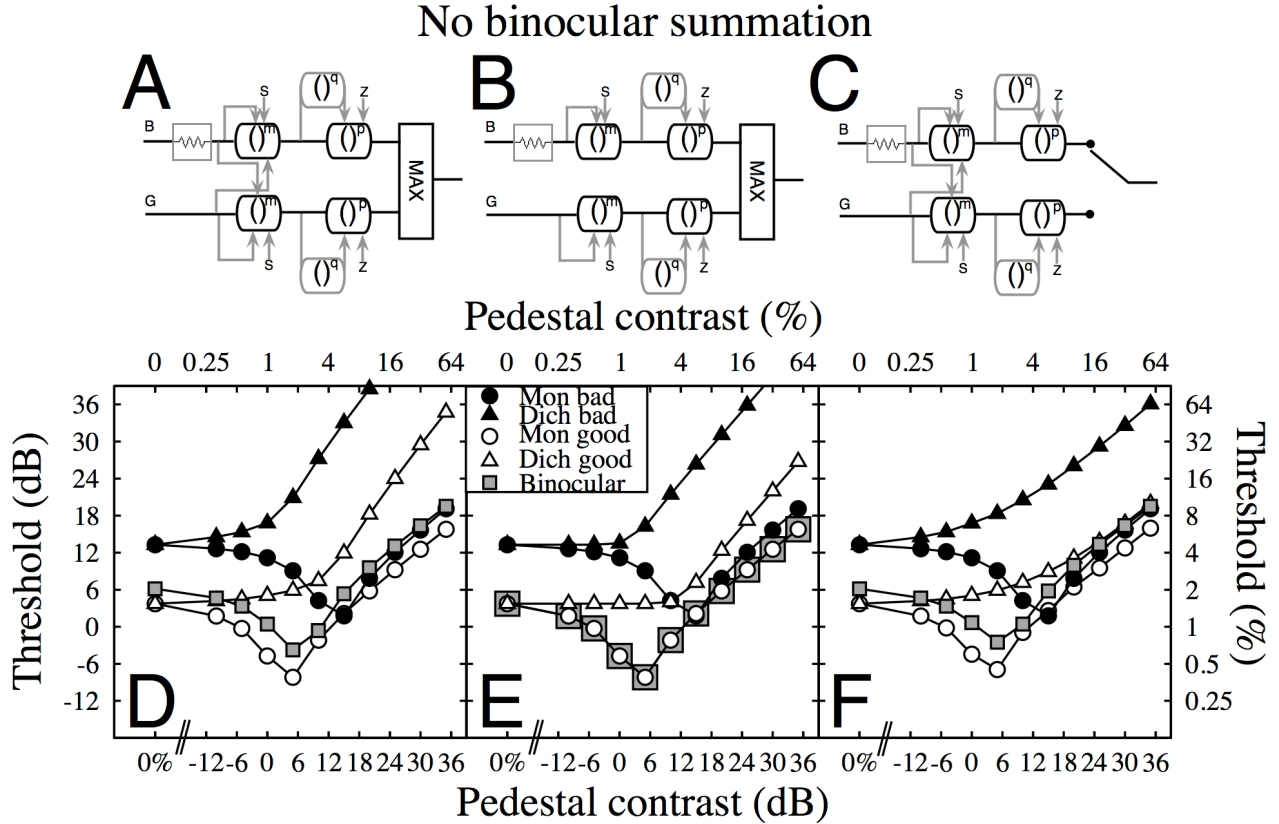 No binocular summation
A B C
s z s z s z
()q ()q ()q
B ()m ()p B ()m ()p B ()m ()p
MAX MAX
G ()m ()p G ()m ()p G ()m ()p
s z s z s z
()q ()q ()q
Pedestal contrast (%)
0 0.25 1 4 16 64 0 0.25 1 4 16 64 0 0.25 1 4 16 64
Threshold (dB)
36
30
24
18
12
6
0
-6
-12
Mon bad
Dich bad
Mon good
Dich good
Binocular
64
32
16
8
4
2
1
0.5
0.25
Threshold (%)
D E F
0% -12 -6 0 6 12 18 24 30 36 0% -12 -6 0 6 12 18 24 30 36 0% -12 -6 0 6 12 18 24 30 36
Pedestal contrast (dB)